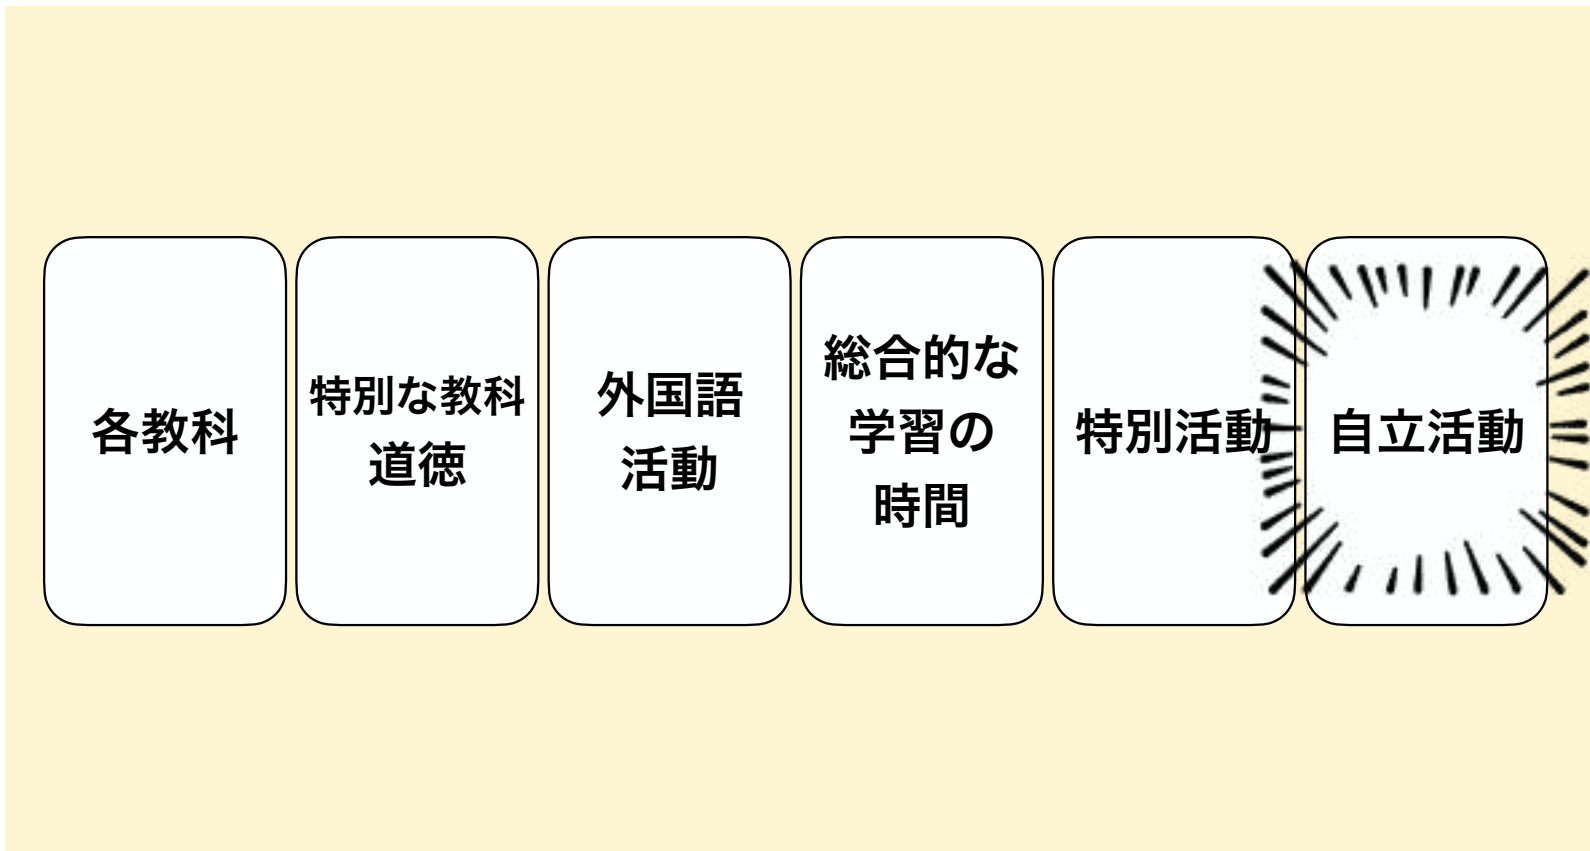 各教科
特別な教科
道徳
外国語
活動
総合的な
学習の
時間
特別活動
自立活動